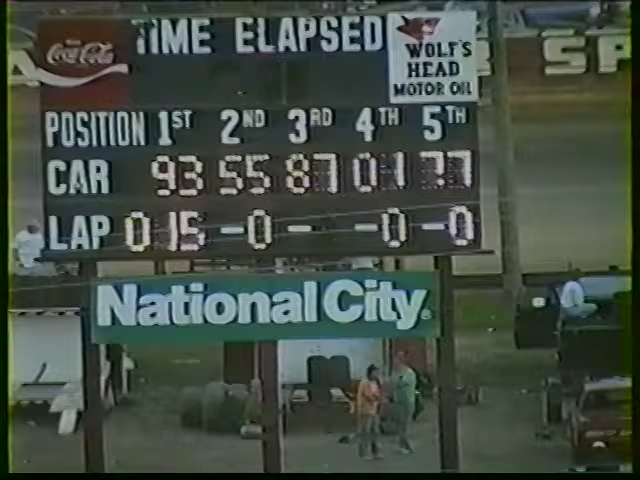 Coca-Cola
TIME ELAPSED
WOLF'S
HEAD
MOTOR OIL
POSITION 1ST 2ND 3RD 4TH 5TH
CAR 93 55 87 01 77
LAP 0 15 -0 - -0 -0
National City
SP